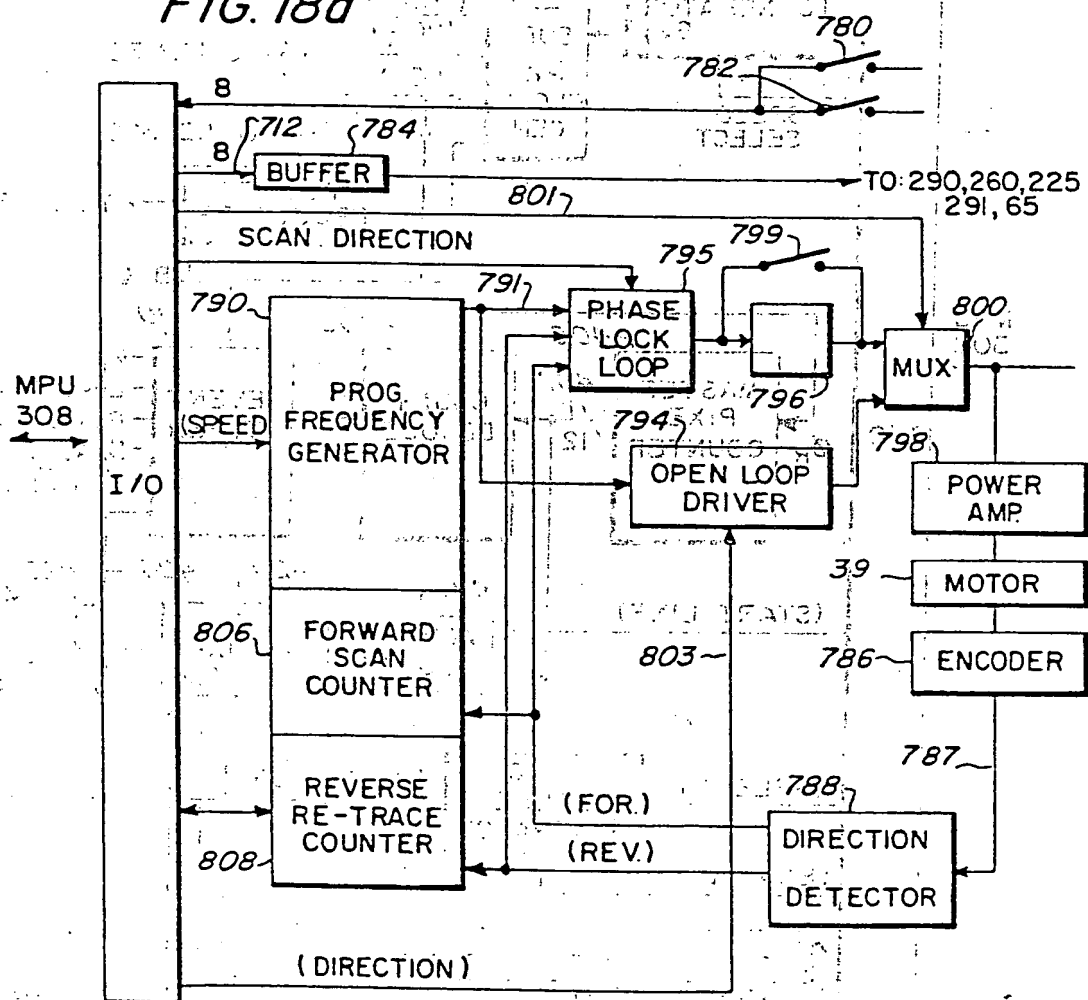 FIG. 18a
780
782
8
712
784
8
BUFFER
TO: 290, 260, 225
291, 65
801
SCAN DIRECTION
799
795
791
790
800
PHASE
LOCK
LOOP
MUX
796
MPU
308
(SPEED
PROG.
FREQUENCY
GENERATOR
794
798
I/O
OPEN LOOP
DRIVER
POWER
AMP.
39
MOTOR
806
FORWARD
SCAN
COUNTER
803
786
ENCODER
787
788
REVERSE
RE-TRACE
COUNTER
(FOR.)
(REV.)
DIRECTION
DETECTOR
808
(DIRECTION)